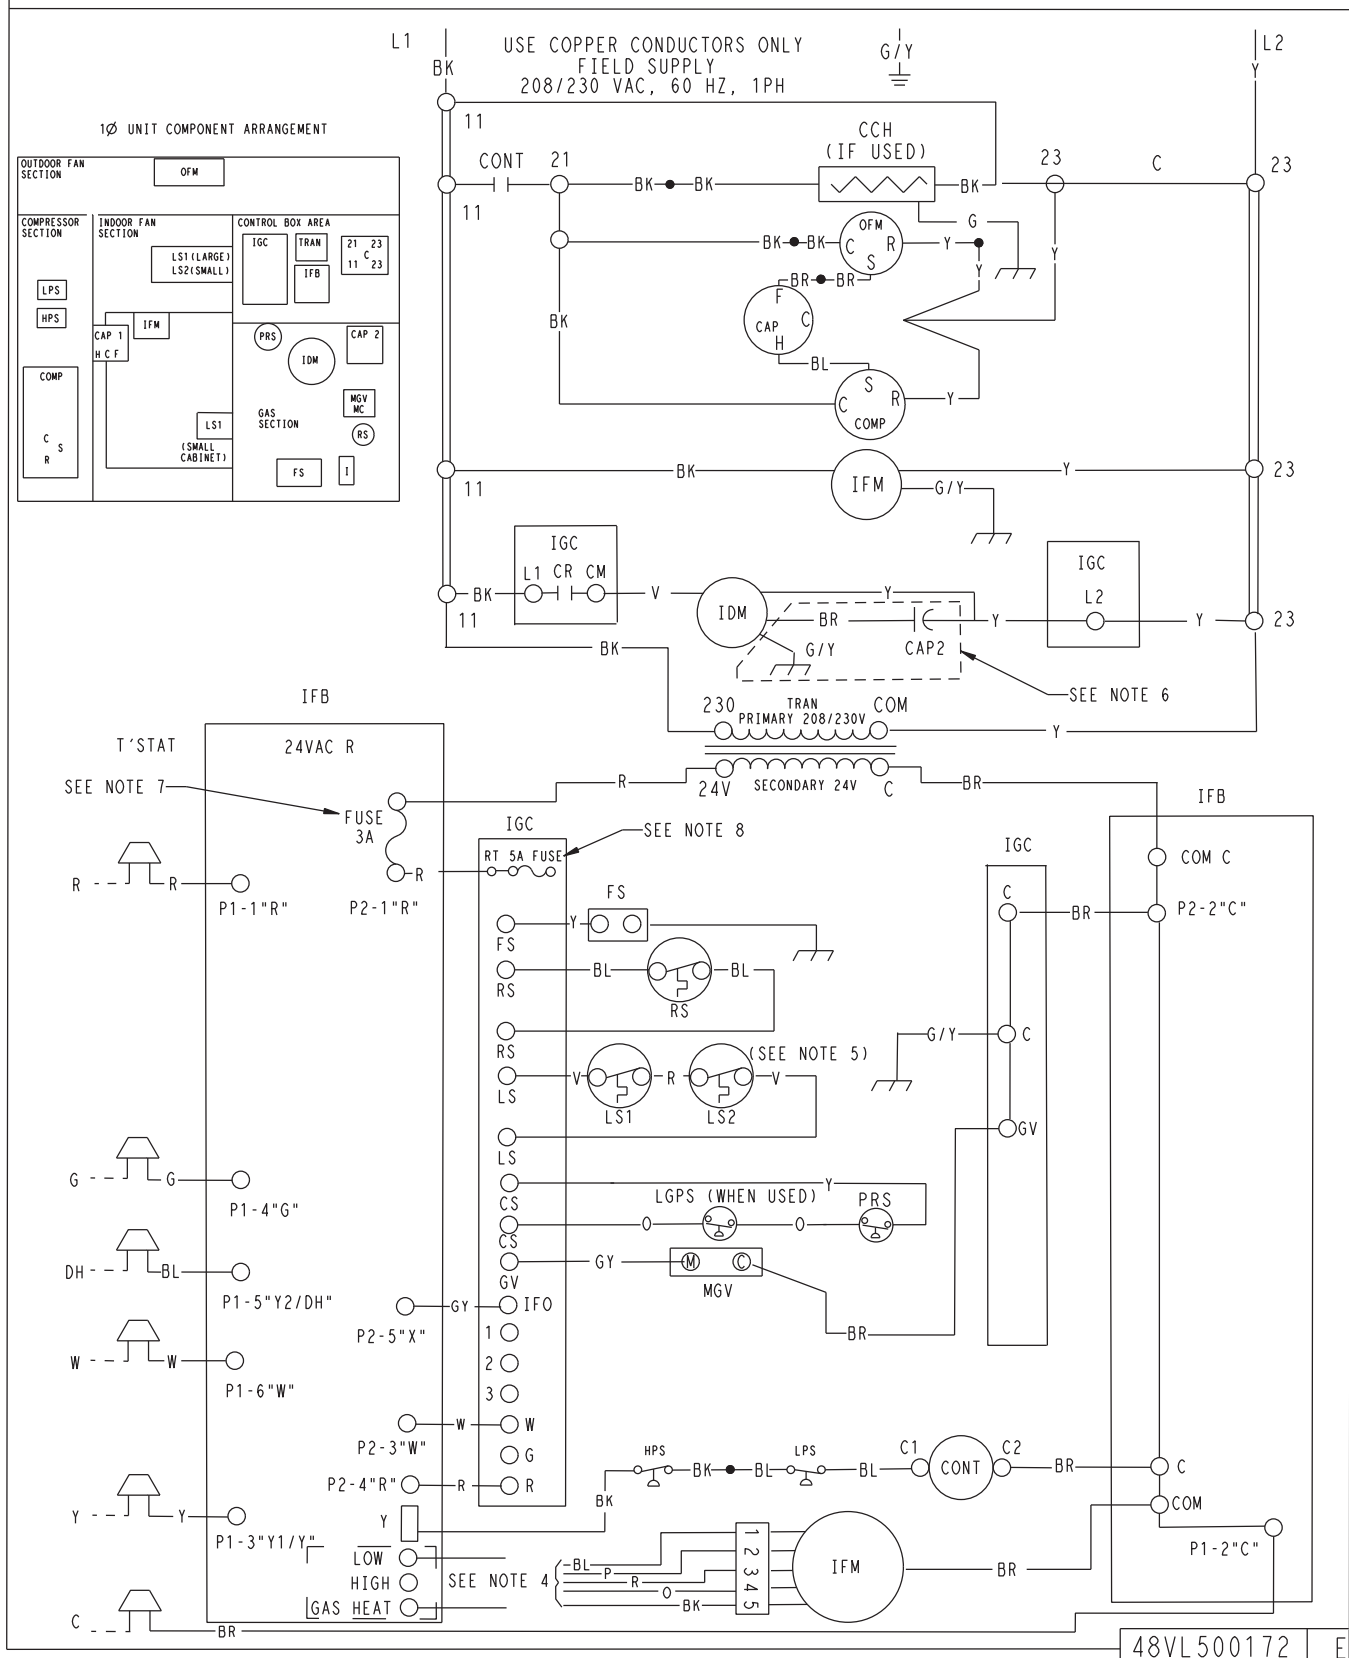 L1
USE COPPER CONDUCTORS ONLY
FIELD SUPPLY
208/230 VAC, 60 HZ, 1PH
BK
G/Y
L2
Y
1Ø UNIT COMPONENT ARRANGEMENT
OUTDOOR FAN
SECTION
OFM
COMPRESSOR
SECTION
INDOOR FAN
SECTION
CONTROL BOX AREA
LS1(LARGE)
LS2(SMALL)
IGC
TRAN
IFB
21 23
C
11 23
LPS
HPS
CAP 1
H C F
IFM
PRS
IDM
CAP 2
COMP
C
S
R
LS1
(SMALL
CABINET)
GAS
SECTION
MGV
MC
RS
FS
I
11
CONT
21
BK
BK
CCH
(IF USED)
BK
23
C
23
11
G
BK
BK
C
OFM
R
S
Y
Y
Y
BR
BR
F
CAP
C
H
BK
BL
S
C
R
COMP
Y
11
BK
IFM
Y
23
G/Y
IGC
L1 CR CM
BK
11
V
IDM
Y
BR
CAP2
G/Y
Y
IGC
L2
Y
23
SEE NOTE 6
BK
230
TRAN
PRIMARY 208/230V
COM
Y
24V
SECONDARY 24V
C
R
BR
IFB
24VAC R
T'STAT
SEE NOTE 7
FUSE
3A
R
P2-1"R"
R
R
P1-1"R"
IGC
RT 5A FUSE
SEE NOTE 8
FS
Y
FS
BL
BL
RS
RS
RS
(SEE NOTE 5)
V
R
V
LS
LS1
LS2
LS
CS
Y
LGPS (WHEN USED)
PRS
CS
O
O
GV
GY
M
C
MGV
BR
IGC
C
BR
G/Y
C
GV
IFB
COM C
P2-2"C"
G
G
P1-4"G"
DH
BL
P1-5"Y2/DH"
P2-5"X"
GY
IFO
1
2
3
W
W
P1-6"W"
P2-3"W"
W
W
G
P2-4"R"
R
R
Y
Y
P1-3"Y1/Y"
Y
BK
HPS
BK
BL
LPS
BL
C1
CONT
C2
BR
C
COM
P1-2"C"
LOW
HIGH
GAS HEAT
SEE NOTE 4
BL
P
R
O
BK
1
2
3
4
5
IFM
BR
C
BR
48VL500172
E